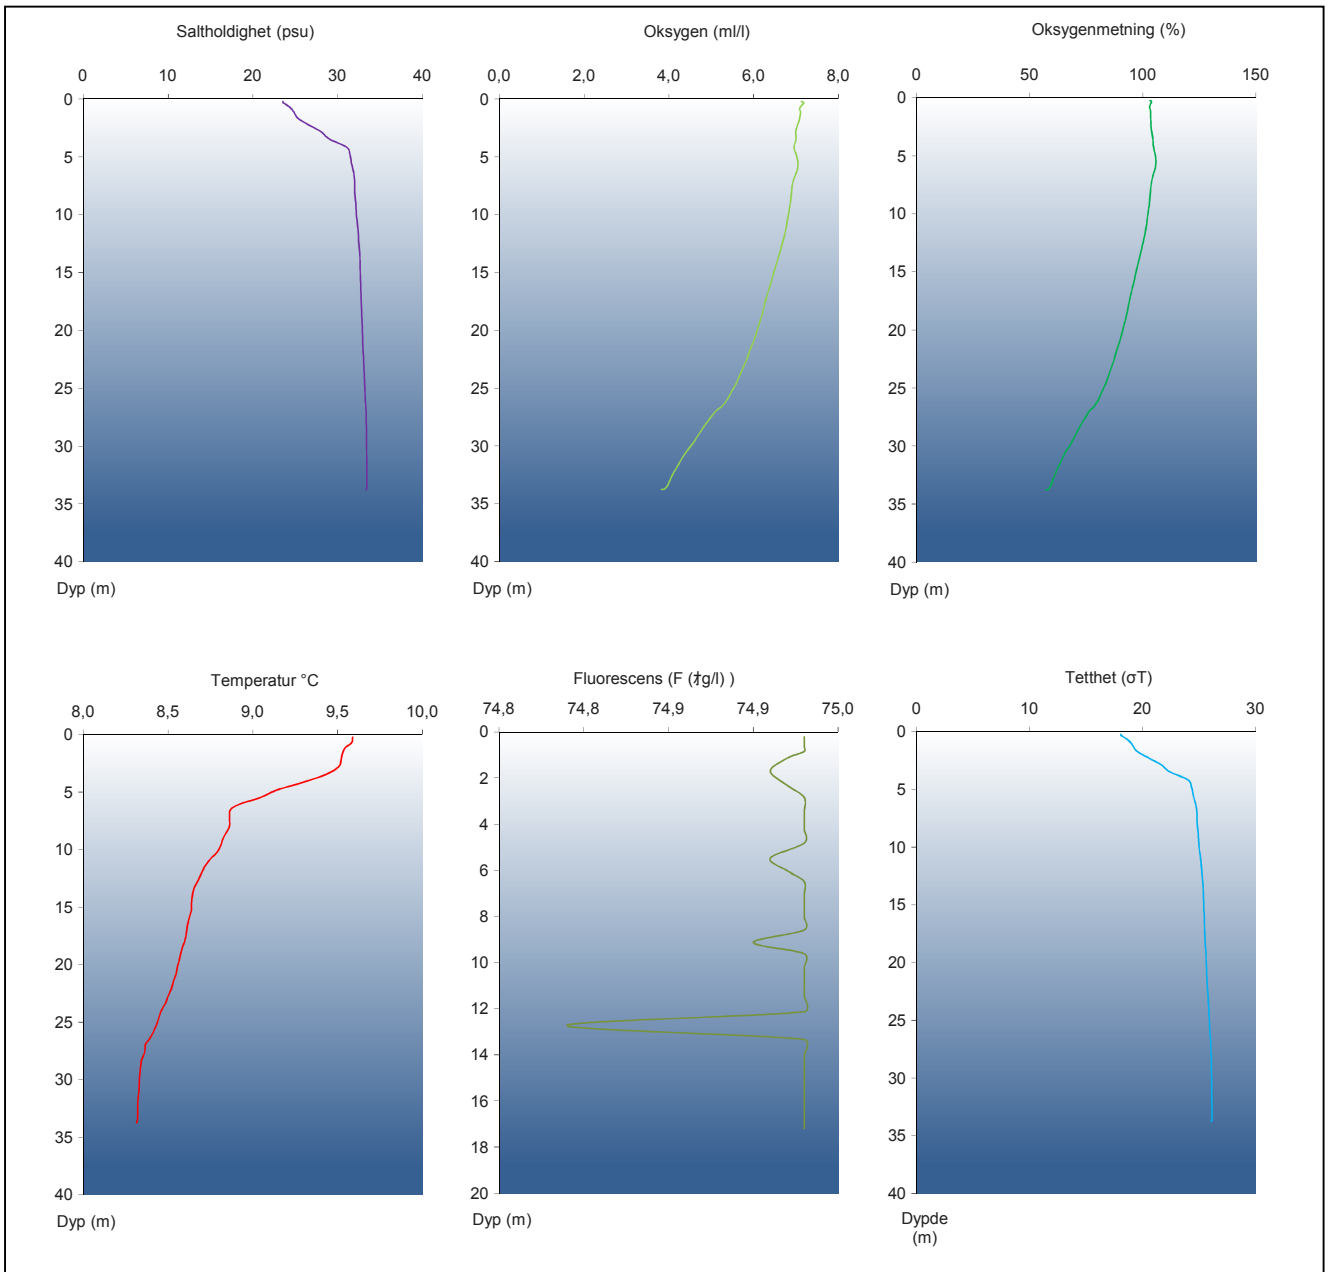 Saltholdighet (psu)
0 10 20 30 40
0
5
10
15
20
25
30
35
40
Dyp (m)
Oksygen (ml/l)
0,0 2,0 4,0 6,0 8,0
0
5
10
15
20
25
30
35
40
Dyp (m)
Oksygenmetning (%)
0 50 100 150
0
5
10
15
20
25
30
35
40
Dyp (m)
Temperatur °C
8,0 8,5 9,0 9,5 10,0
0
5
10
15
20
25
30
35
40
Dyp (m)
Fluorescens (F
74,8 74,8 74,9 74,9 75,0
0
2
4
6
8
10
12
14
16
18
20
Dyp (m)
Tetthet (σT)
0 10 20 30
0
5
10
15
20
25
30
35
40
Dypde
(m)